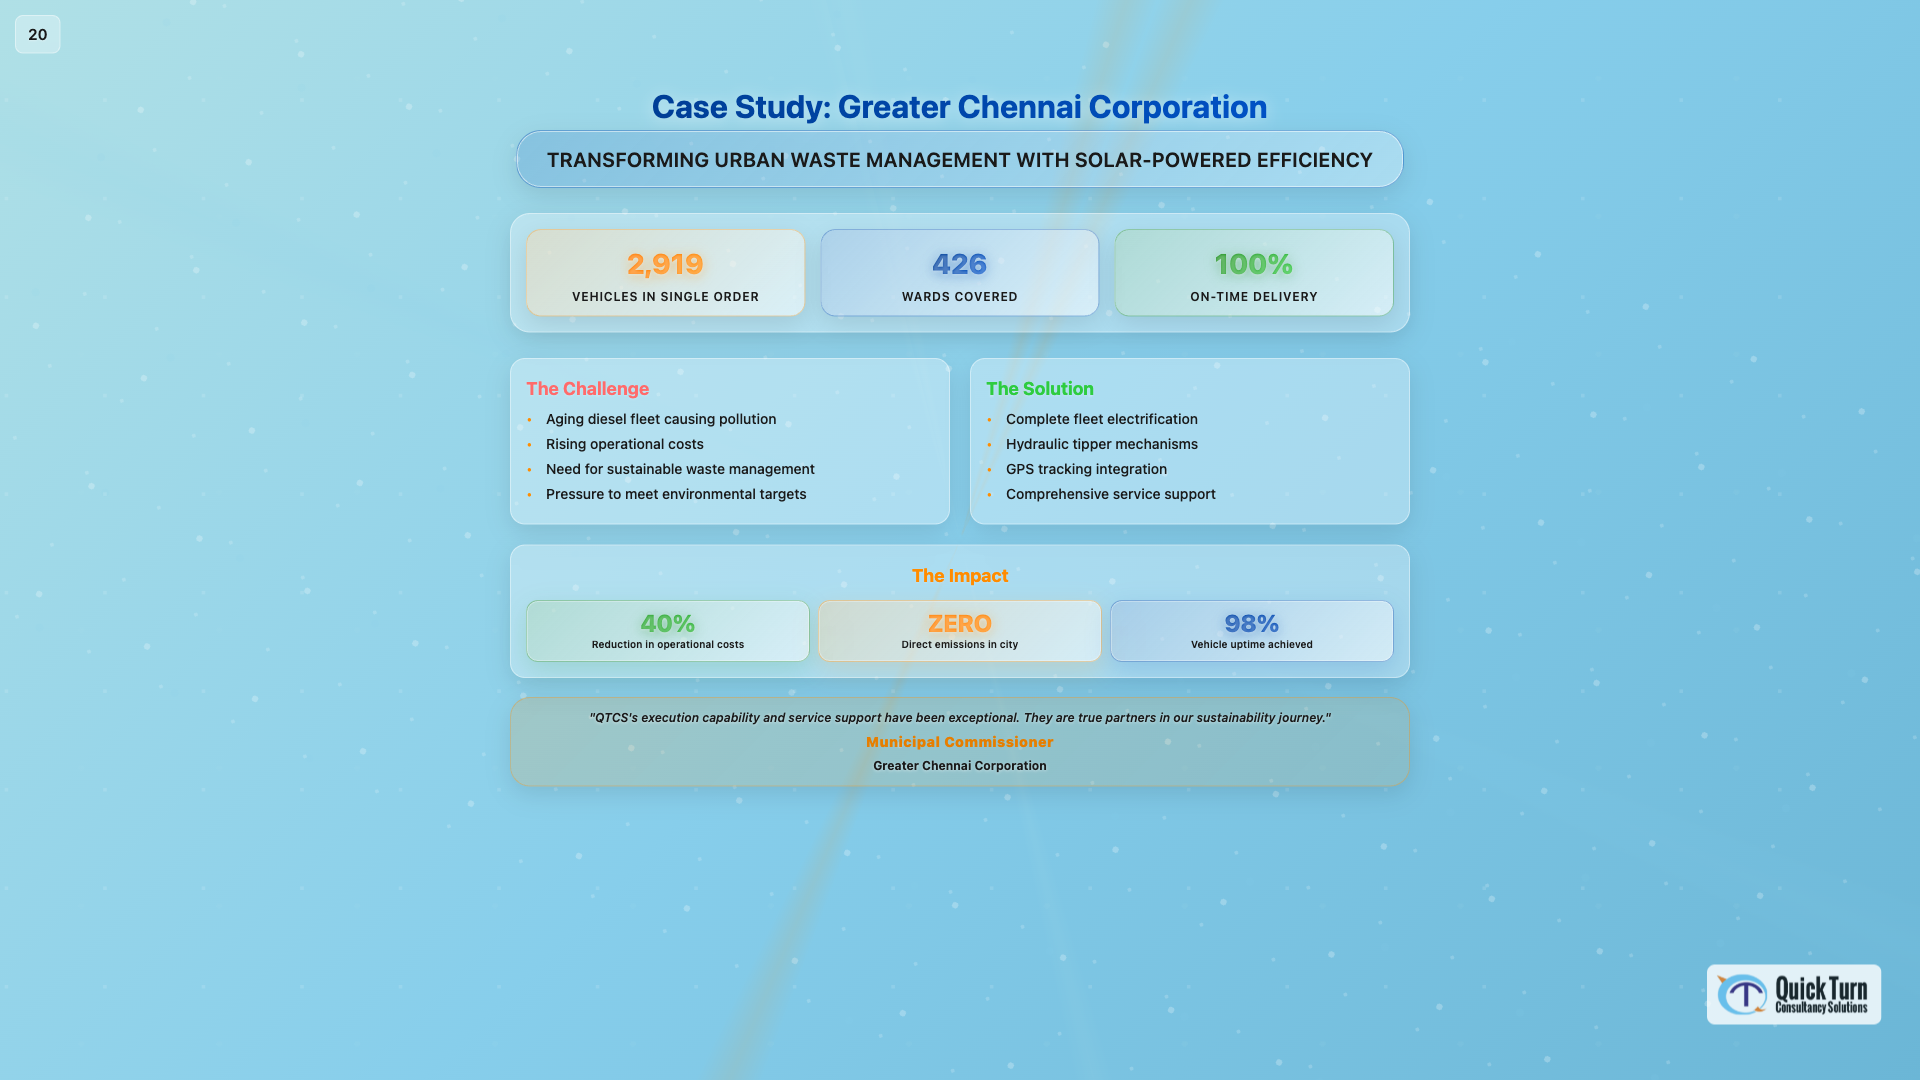 20
Case Study: Greater Chennai Corporation
TRANSFORMING URBAN WASTE MANAGEMENT WITH SOLAR-POWERED EFFICIENCY
2,919
VEHICLES IN SINGLE ORDER
426
WARDS COVERED
100%
ON-TIME DELIVERY
The Challenge
• Aging diesel fleet causing pollution
• Rising operational costs
• Need for sustainable waste management
• Pressure to meet environmental targets
The Solution
• Complete fleet electrification
• Hydraulic tipper mechanisms
• GPS tracking integration
• Comprehensive service support
The Impact
40%
Reduction in operational costs
ZERO
Direct emissions in city
98%
Vehicle uptime achieved
"QTCS's execution capability and service support have been exceptional. They are true partners in our sustainability journey."
Municipal Commissioner
Greater Chennai Corporation
Quick Turn
Consultancy Solutions